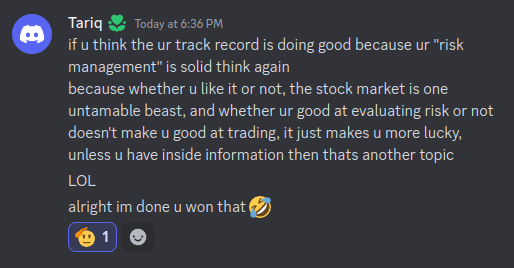 Tariq Today at 6:36 PM
if u think the ur track record is doing good because ur "risk
management" is solid think again
because whether u like it or not, the stock market is one
untamable beast, and whether ur good at evaluating risk or not
doesn't make u good at trading, it just makes u more lucky,
unless u have inside information then thats another topic
LOL
alright im done u won that 🤣
1